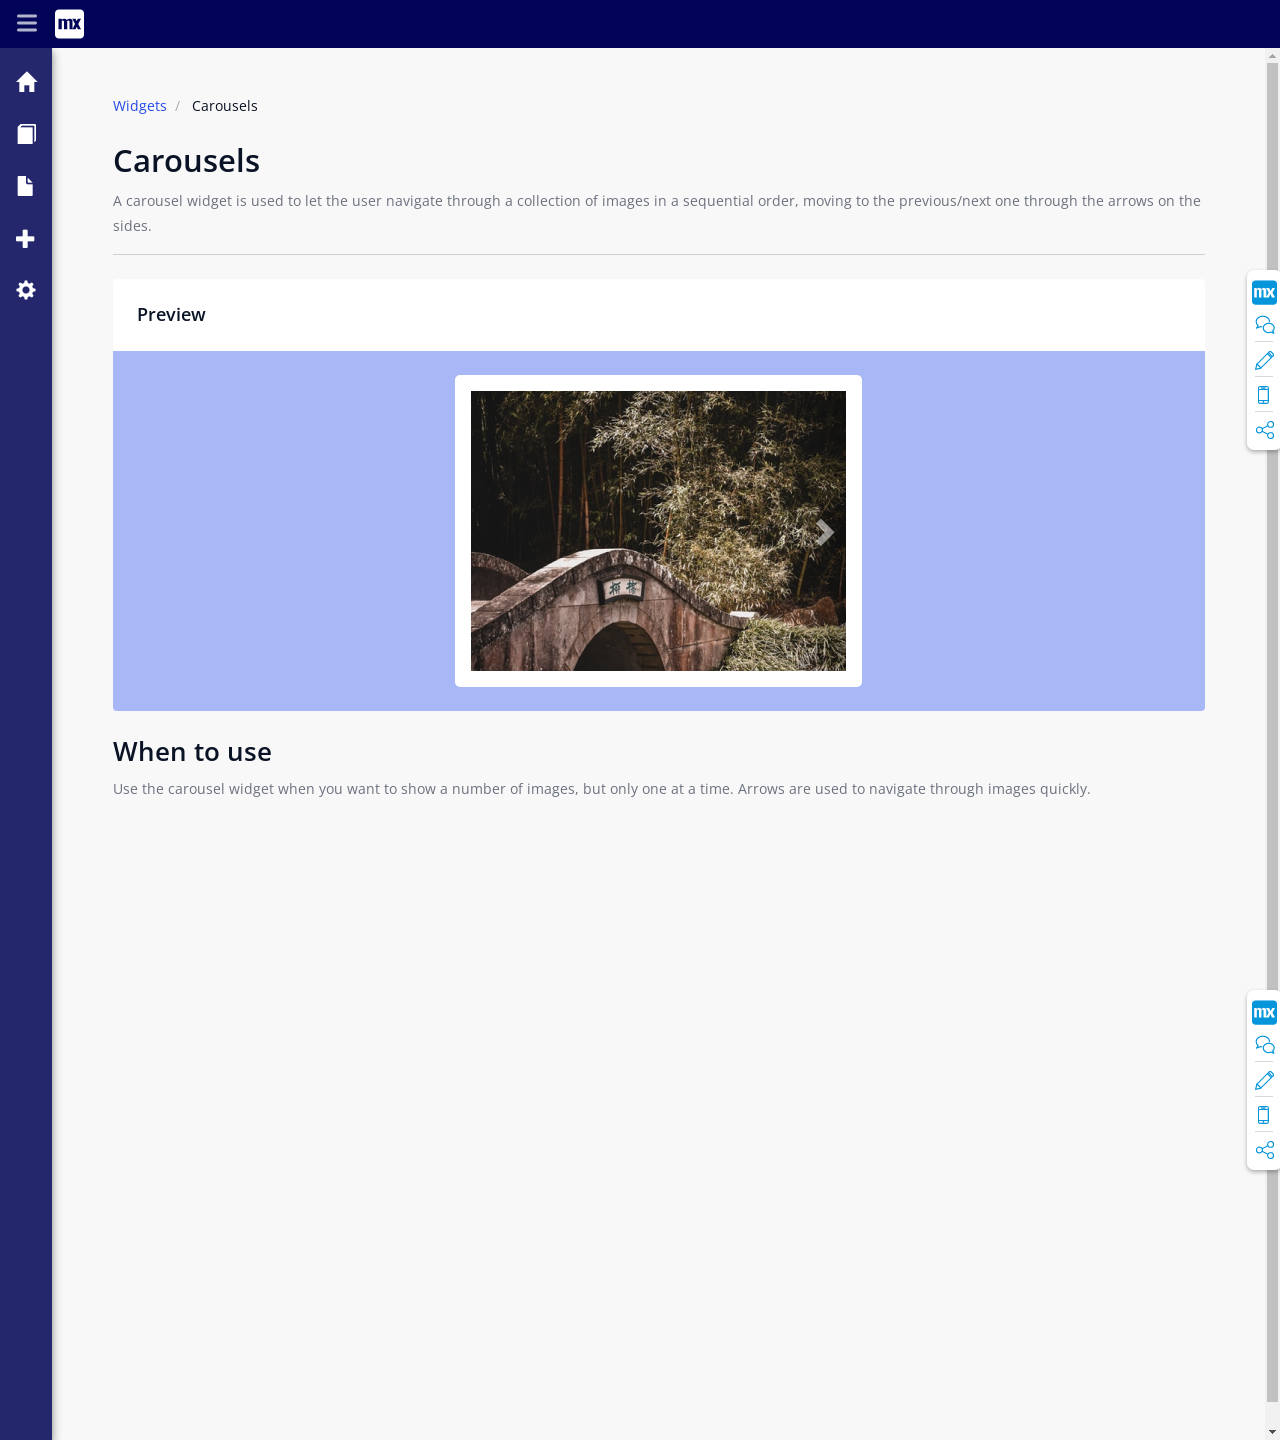 mx
Widgets / Carousels
Carousels
A carousel widget is used to let the user navigate through a collection of images in a sequential order, moving to the previous/next one through the arrows on the
sides.
Preview
mx
When to use
Use the carousel widget when you want to show a number of images, but only one at a time. Arrows are used to navigate through images quickly.
mx